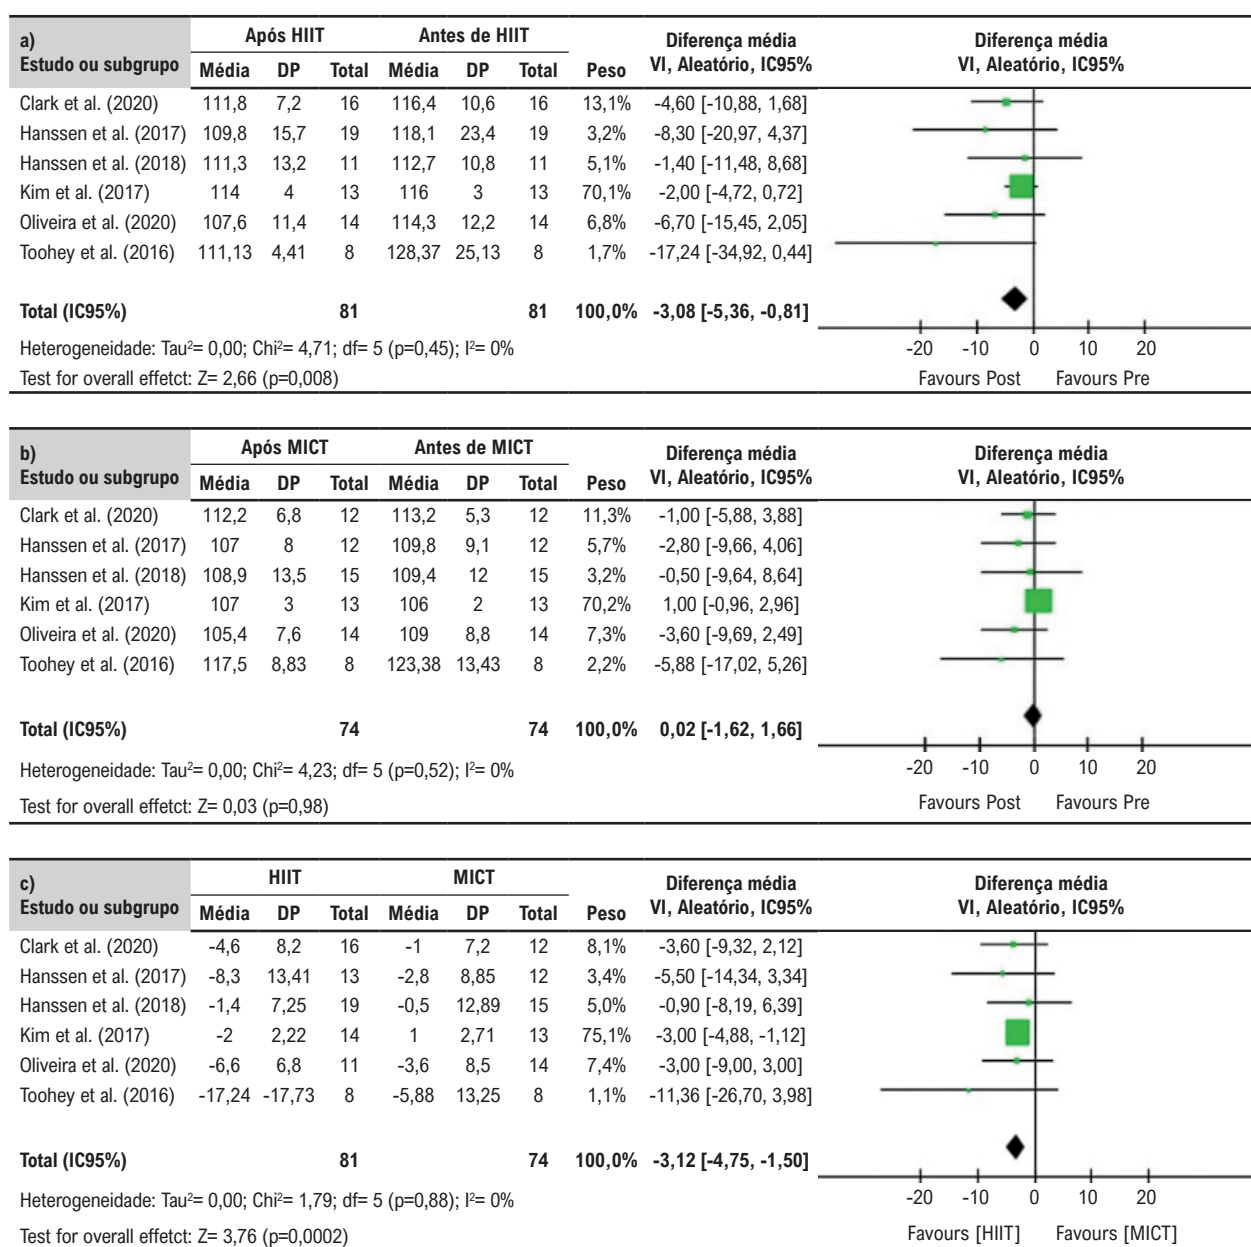 a)
Estudo ou subgrupo
Após HIIT Antes de HIIT Diferença média Diferença média
Média DP Total Média DP Total Peso VI, Aleatório, IC95% VI, Aleatório, IC95%
Clark et al. (2020) 111,8 7,2 16 116,4 10,6 16 13,1% -4,60 [-10,88, 1,68]
Hanssen et al. (2017) 109,8 15,7 19 118,1 23,4 19 3,2% -8,30 [-20,97, 4,37]
Hanssen et al. (2018) 111,3 13,2 11 112,7 10,8 11 5,1% -1,40 [-11,48, 8,68]
Kim et al. (2017) 114 4 13 116 3 13 70,1% -2,00 [-4,72, 0,72]
Oliveira et al. (2020) 107,6 11,4 14 114,3 12,2 14 6,8% -6,70 [-15,45, 2,05]
Toohey et al. (2016) 111,13 4,41 8 128,37 25,13 8 1,7% -17,24 [-34,92, 0,44]
Total (IC95%) 81 81 100,0% -3,08 [-5,36, -0,81]
Heterogeneidade: Tau²= 0,00; Chi²= 4,71; df= 5 (p=0,45); I²= 0%
Test for overall effetct: Z= 2,66 (p=0,008)
-20 -10 0 10 20
Favours Post Favours Pre
b)
Estudo ou subgrupo
Após MICT Antes de MICT Diferença média Diferença média
Média DP Total Média DP Total Peso VI, Aleatório, IC95% VI, Aleatório, IC95%
Clark et al. (2020) 112,2 6,8 12 113,2 5,3 12 11,3% -1,00 [-5,88, 3,88]
Hanssen et al. (2017) 107 8 12 109,8 9,1 12 5,7% -2,80 [-9,66, 4,06]
Hanssen et al. (2018) 108,9 13,5 15 109,4 12 15 3,2% -0,50 [-9,64, 8,64]
Kim et al. (2017) 107 3 13 106 2 13 70,2% 1,00 [-0,96, 2,96]
Oliveira et al. (2020) 105,4 7,6 14 109 8,8 14 7,3% -3,60 [-9,69, 2,49]
Toohey et al. (2016) 117,5 8,83 8 123,38 13,43 8 2,2% -5,88 [-17,02, 5,26]
Total (IC95%) 74 74 100,0% 0,02 [-1,62, 1,66]
Heterogeneidade: Tau²= 0,00; Chi²= 4,23; df= 5 (p=0,52); I²= 0%
Test for overall effetct: Z= 0,03 (p=0,98)
-20 -10 0 10 20
Favours Post Favours Pre
c)
Estudo ou subgrupo
HIIT MICT Diferença média Diferença média
Média DP Total Média DP Total Peso VI, Aleatório, IC95% VI, Aleatório, IC95%
Clark et al. (2020) -4,6 8,2 16 -1 7,2 12 8,1% -3,60 [-9,32, 2,12]
Hanssen et al. (2017) -8,3 13,41 13 -2,8 8,85 12 3,4% -5,50 [-14,34, 3,34]
Hanssen et al. (2018) -1,4 7,25 19 -0,5 12,89 15 5,0% -0,90 [-8,19, 6,39]
Kim et al. (2017) -2 2,22 14 1 2,71 13 75,1% -3,00 [-4,88, -1,12]
Oliveira et al. (2020) -6,6 6,8 11 -3,6 8,5 14 7,4% -3,00 [-9,00, 3,00]
Toohey et al. (2016) -17,24 -17,73 8 -5,88 13,25 8 1,1% -11,36 [-26,70, 3,98]
Total (IC95%) 81 74 100,0% -3,12 [-4,75, -1,50]
Heterogeneidade: Tau²= 0,00; Chi²= 1,79; df= 5 (p=0,88); I²= 0%
Test for overall effetct: Z= 3,76 (p=0,0002)
-20 -10 0 10 20
Favours [HIIT] Favours [MICT]